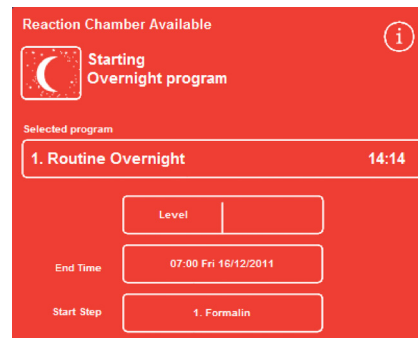 Reaction Chamber Available
i
Starting
Overnight program
Selected program
1. Routine Overnight 14:14
Level
End Time 07:00 Fri 16/12/2011
Start Step 1. Formalin